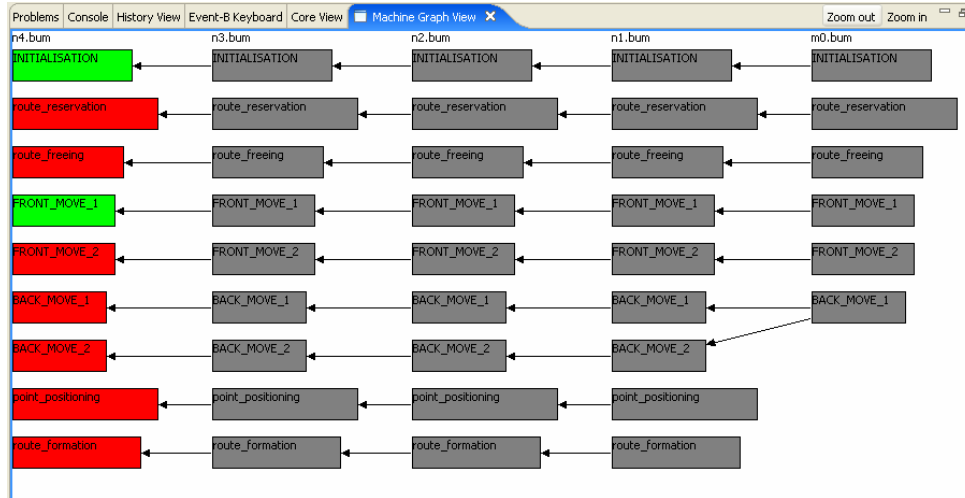 Problems Console History View Event-B Keyboard Core View Machine Graph View Zoom out Zoom in
n4.bum n3.bum n2.bum n1.bum m0.bum
INITIALISATION INITIALISATION INITIALISATION INITIALISATION INITIALISATION
route_reservation route_reservation route_reservation route_reservation route_reservation
route_freeing route_freeing route_freeing route_freeing route_freeing
FRONT_MOVE_1 FRONT_MOVE_1 FRONT_MOVE_1 FRONT_MOVE_1 FRONT_MOVE_1
FRONT_MOVE_2 FRONT_MOVE_2 FRONT_MOVE_2 FRONT_MOVE_2 FRONT_MOVE_2
BACK_MOVE_1 BACK_MOVE_1 BACK_MOVE_1 BACK_MOVE_1 BACK_MOVE_1
BACK_MOVE_2 BACK_MOVE_2 BACK_MOVE_2 BACK_MOVE_2
point_positioning point_positioning point_positioning point_positioning
route_formation route_formation route_formation route_formation